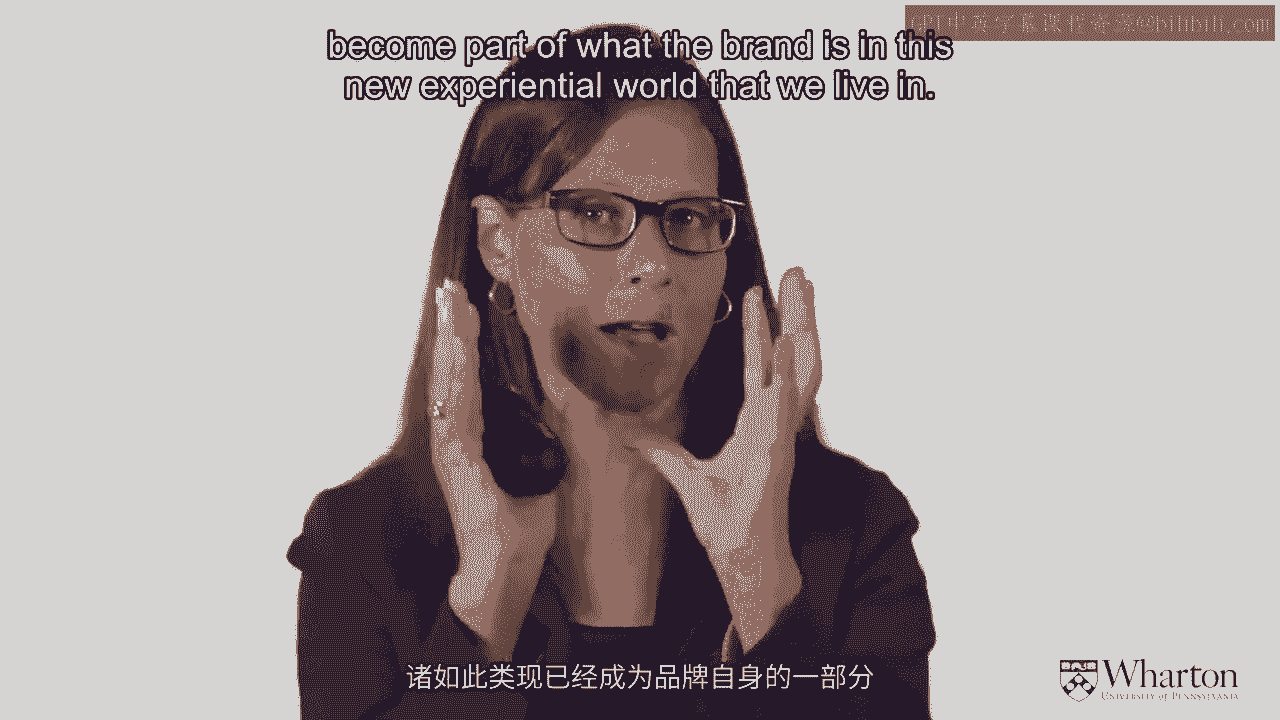 become part of what the brand is in this
new experiential world that we live in.
诸如此类现已经成为品牌自身的一部分
Wharton
University of Pennsylvania